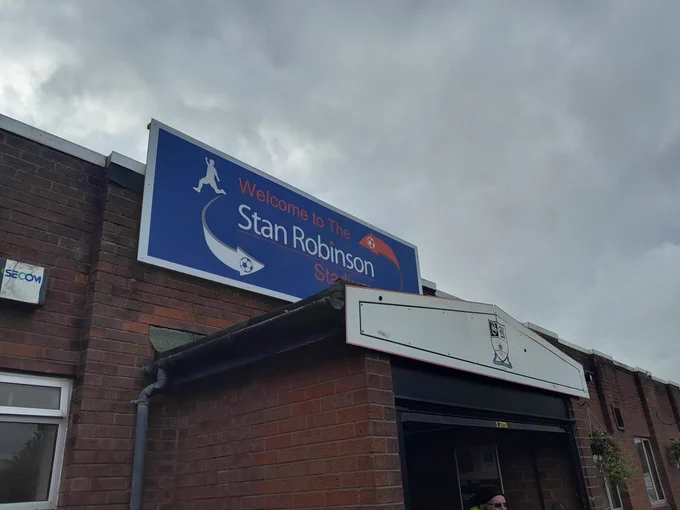 Welcome to The
Stan Robinson
SECOM